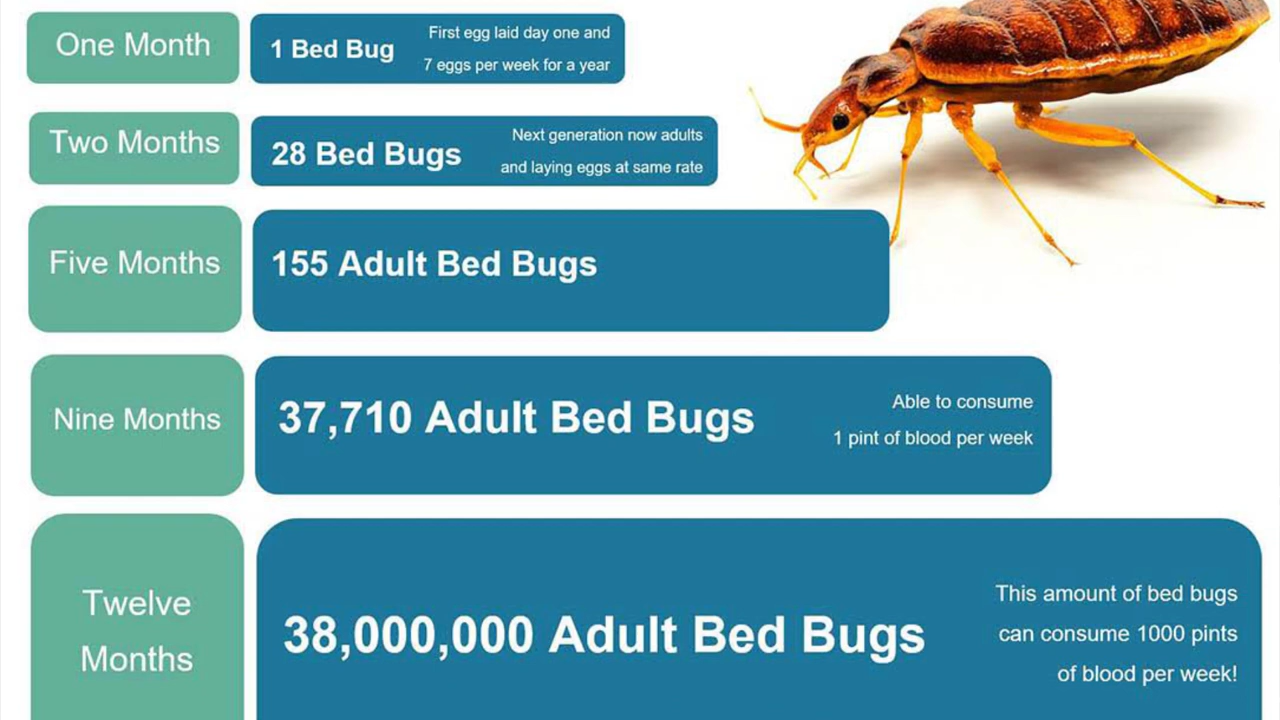 One Month
1 Bed Bug
First egg laid day one and
7 eggs per week for a year
Two Months
28 Bed Bugs
Next generation now adults
and laying eggs at same rate
Five Months
155 Adult Bed Bugs
Nine Months
37,710 Adult Bed Bugs
Able to consume
1 pint of blood per week
Twelve
Months
38,000,000 Adult Bed Bugs
This amount of bed bugs
can consume 1000 pints
of blood per week!